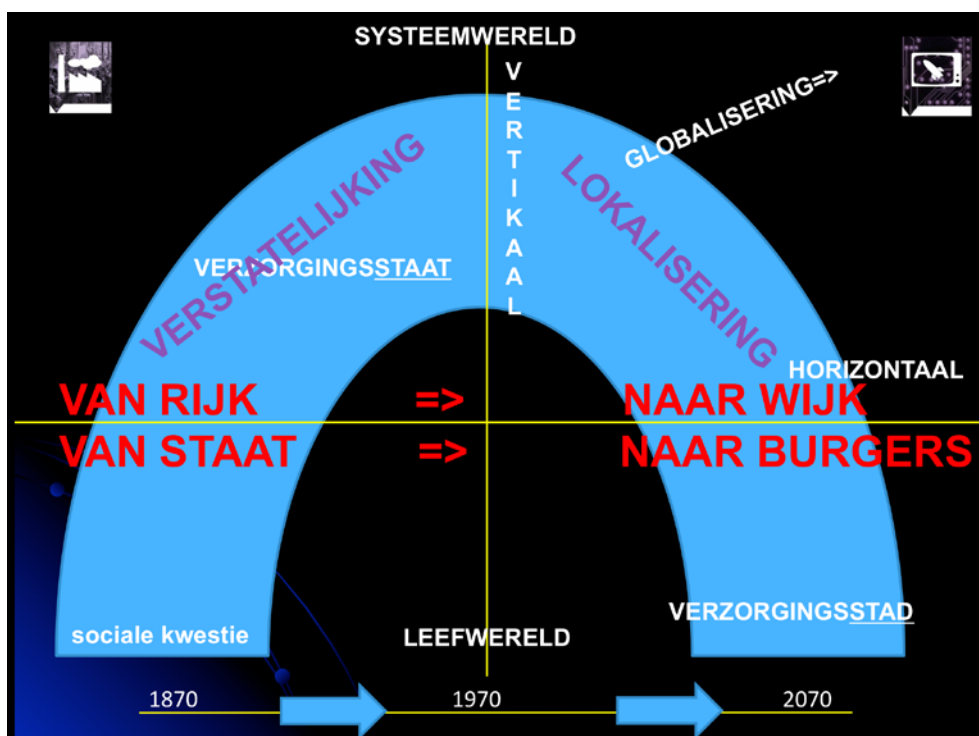 SYSTEEMWERELD
VERTIKAAL
GLOBALISERING=>
VERSTATELIJKING
LOKALISERING
VERZORGINGSSTAAT
HORIZONTAAL
VAN RIJK => NAAR WIJK
VAN STAAT => NAAR BURGERS
sociale kwestie
LEEFWERELD
VERZORGINGSSTAD
1870 1970 2070